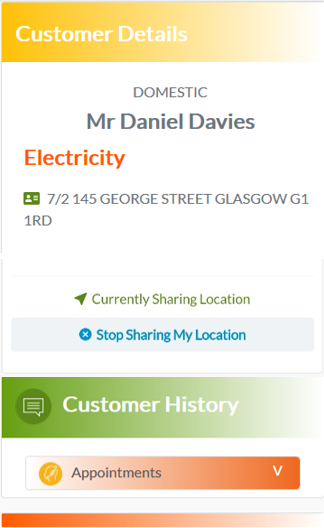 Customer Details
DOMESTIC
Mr Daniel Davies
Electricity
7/2 145 GEORGE STREET GLASGOW G1
1RD
Currently Sharing Location
Stop Sharing My Location
Customer History
Appointments V